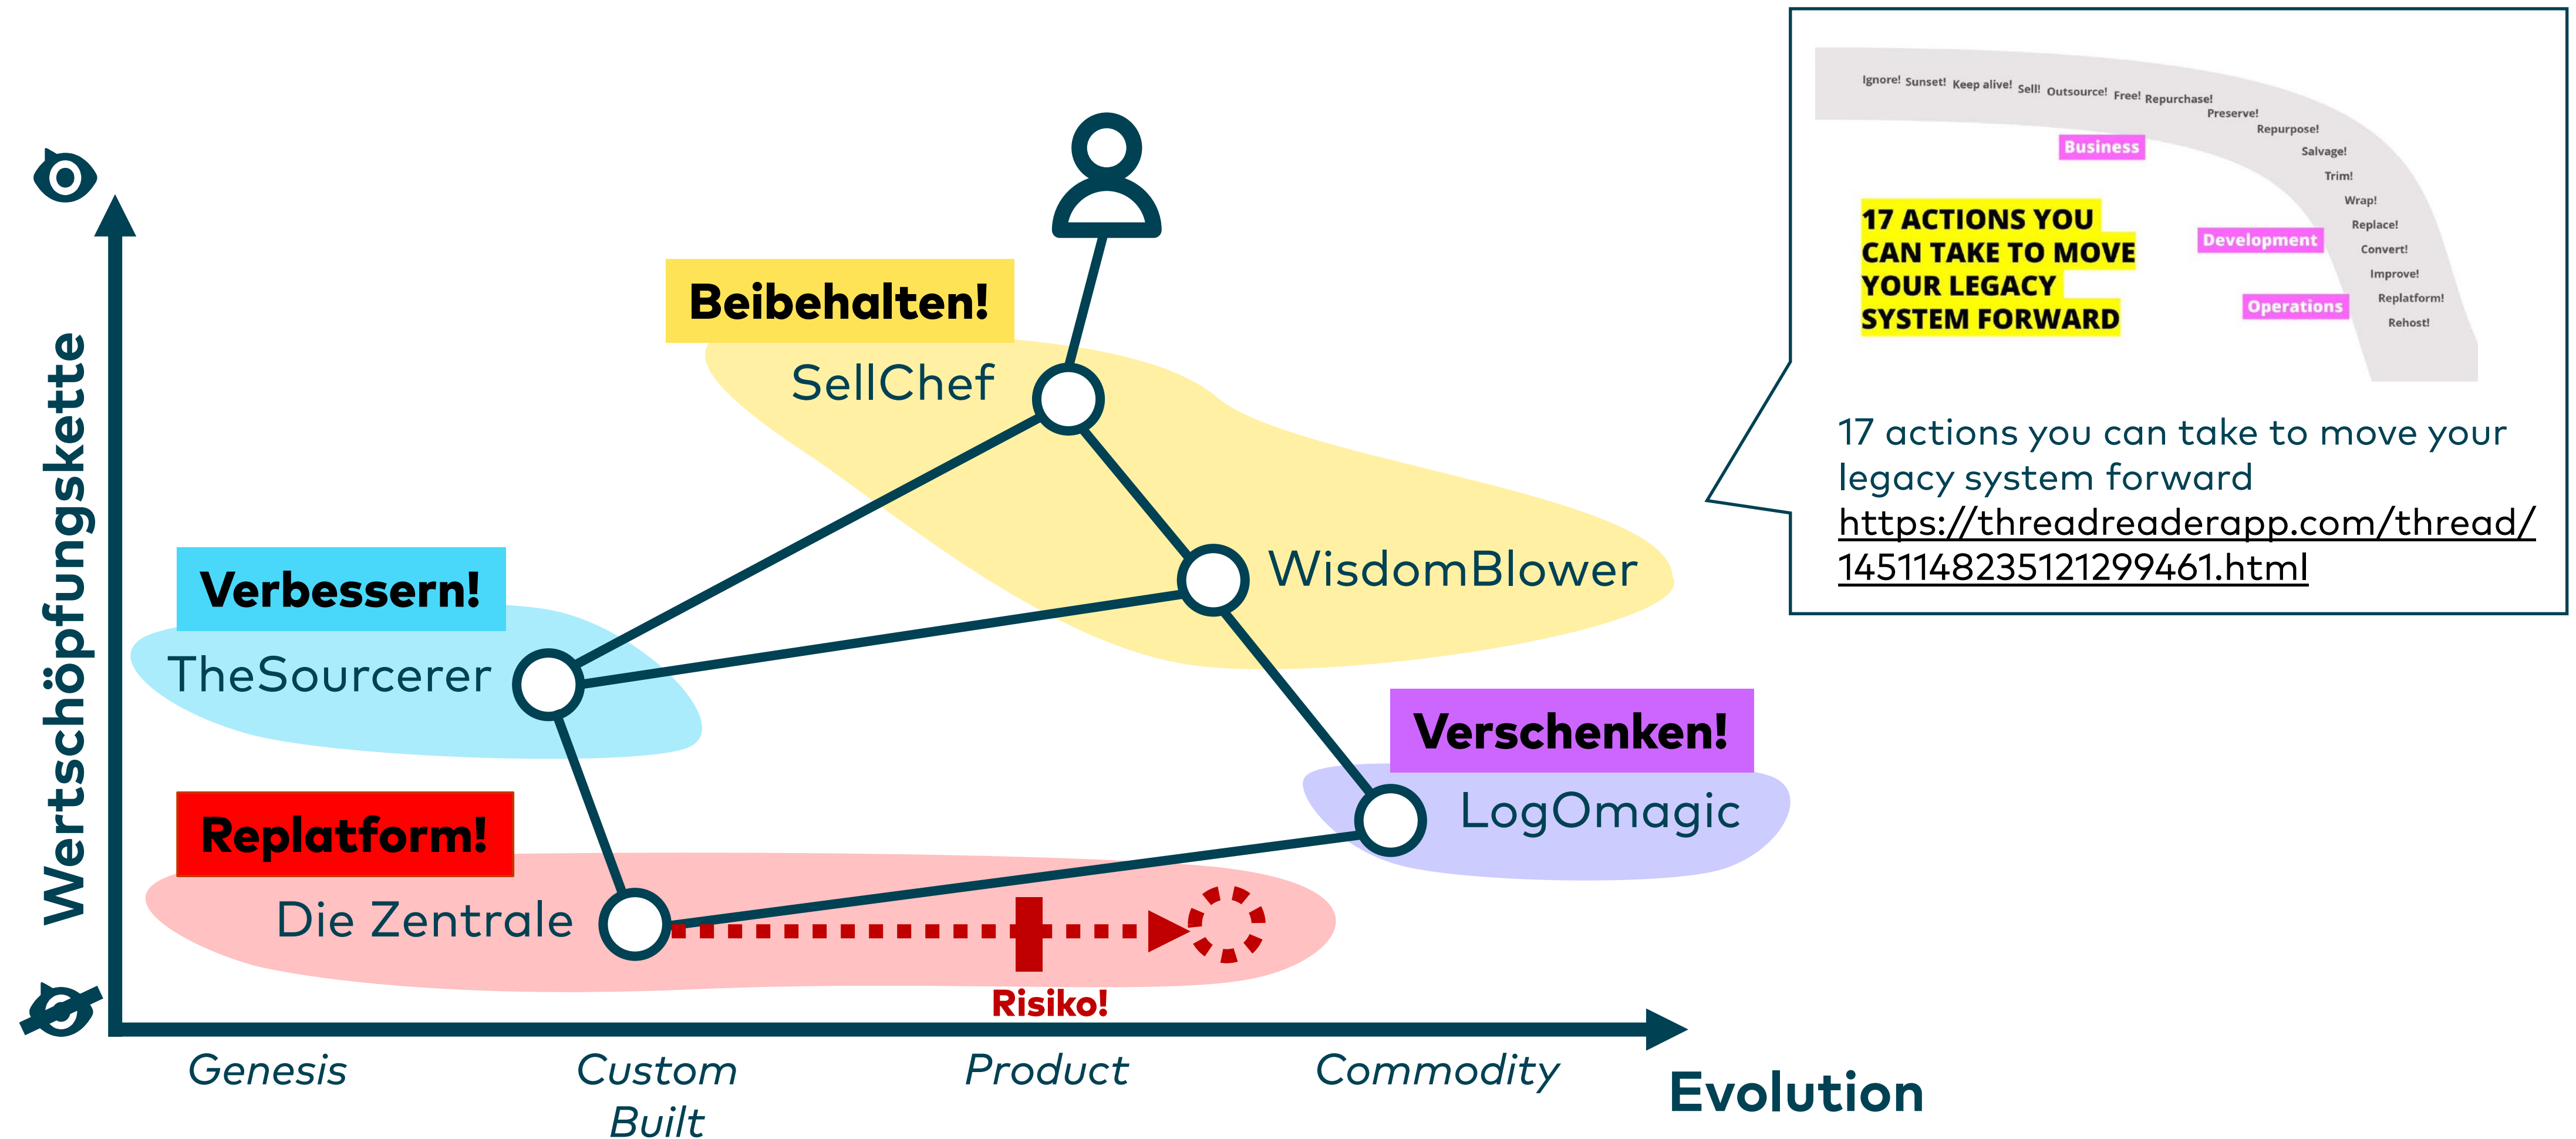 Ignore! Sunset! Keep alive! Sell! Outsource! Free! Repurchase!
Preserve!
Repurpose!
Salvage!
Trim!
Wrap!
Replace!
Convert!
Improve!
Replatform!
Rehost!
Business
Development
Operations
17 ACTIONS YOU
CAN TAKE TO MOVE
YOUR LEGACY
SYSTEM FORWARD
17 actions you can take to move your
legacy system forward
https://threadreaderapp.com/thread/
1451148235121299461.html
Wertschöpfungskette
Beibehalten!
SellChef
WisdomBlower
Verbessern!
TheSourcerer
Verschenken!
LogOmagic
Replatform!
Die Zentrale
Risiko!
Genesis
Custom
Built
Product
Commodity
Evolution